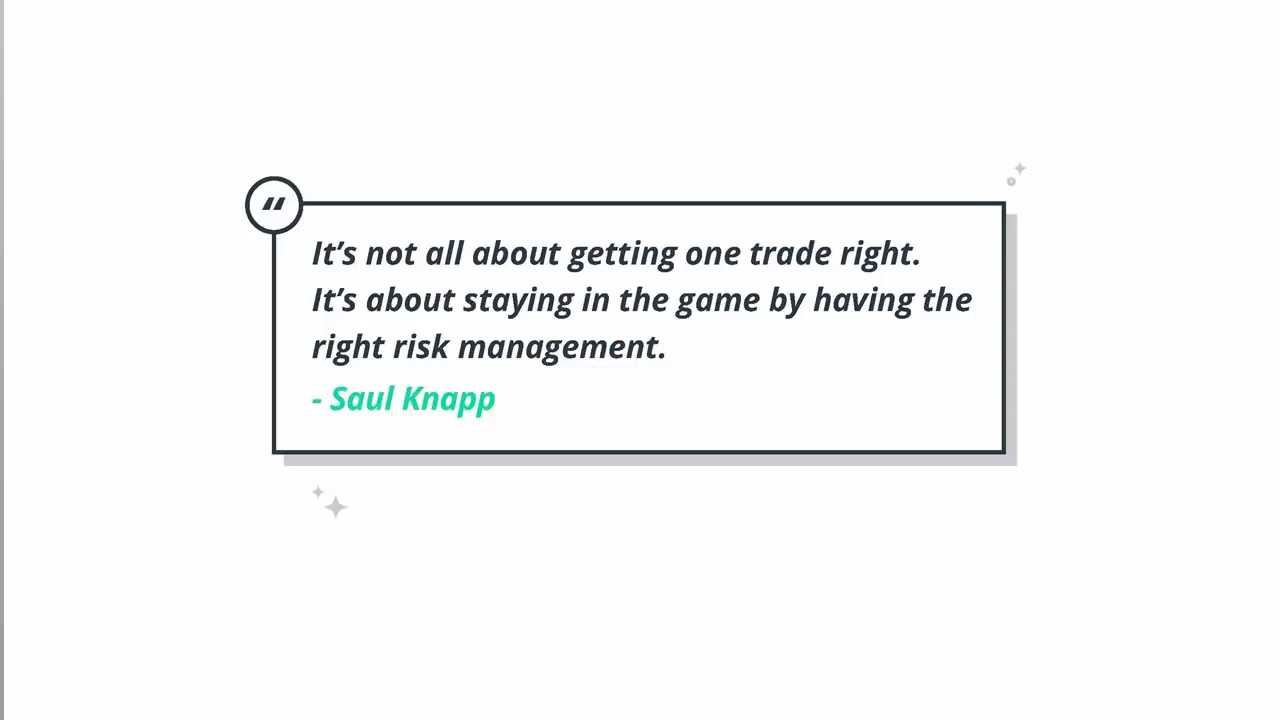 “
It’s not all about getting one trade right.
It’s about staying in the game by having the
right risk management.
- Saul Knapp